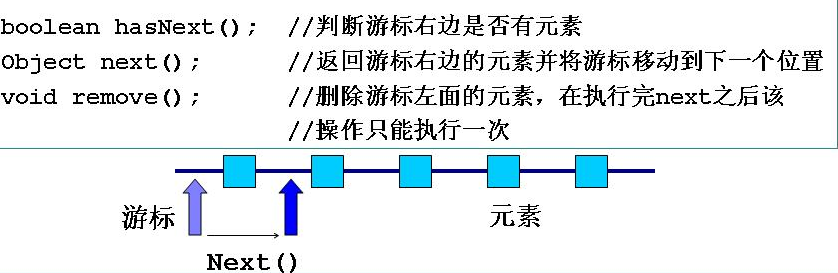 boolean hasNext();  //判断游标右边是否有元素
Object next();  //返回游标右边的元素并将游标移动到下一个位置
void remove();  //删除游标左面的元素，在执行完next之后该
//操作只能执行一次
游标  元素
Next()